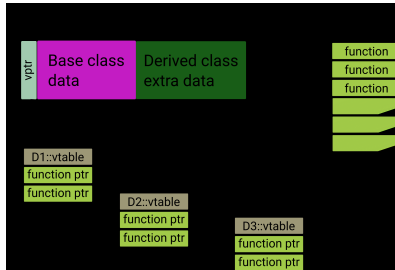 vptr
Base class
data
Derived class
extra data
function
function
function
D1::vtable
function ptr
function ptr
D2::vtable
function ptr
function ptr
D3::vtable
function ptr
function ptr